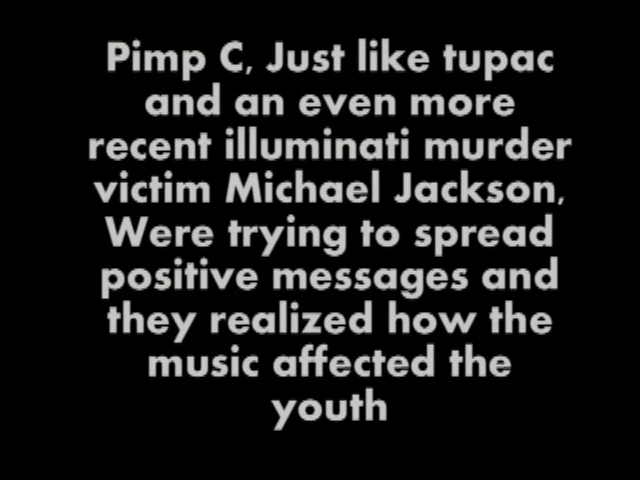 Pimp C, Just like tupac
and an even more
recent illuminati murder
victim Michael Jackson,
Were trying to spread
positive messages and
they realized how the
music affected the
youth